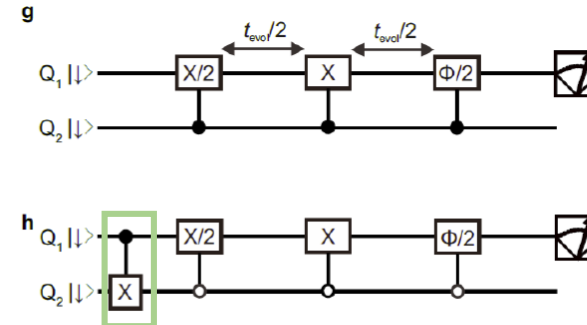 g
t_evol/2 t_evol/2
Q₁|↓> X/2 X Φ/2
Q₂|↓>
h
Q₁|↓> X/2 X Φ/2
Q₂|↓> X